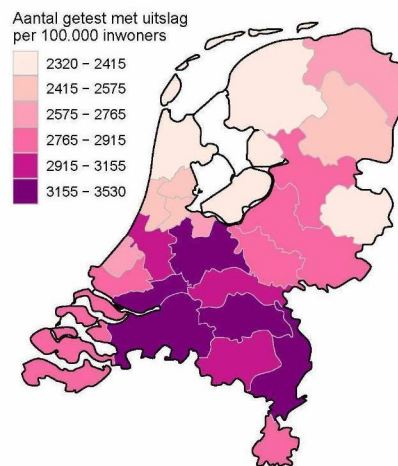 Aantal getest met uitslag
per 100.000 inwoners
2320 – 2415
2415 – 2575
2575 – 2765
2765 – 2915
2915 – 3155
3155 – 3530